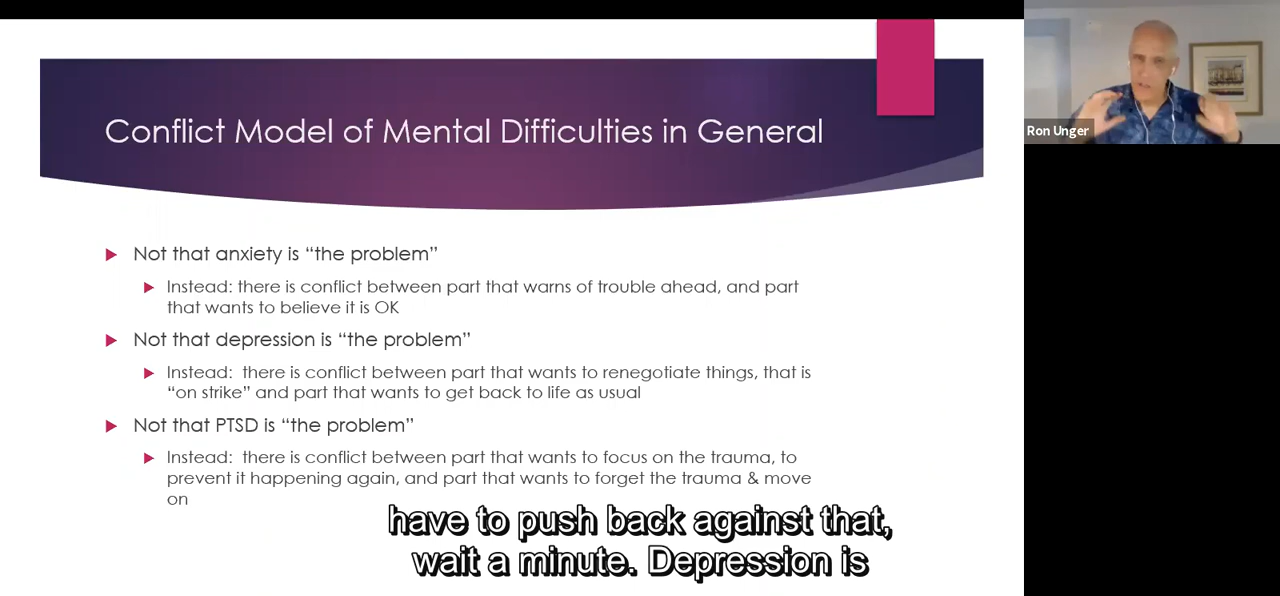 Conflict Model of Mental Difficulties in General
Not that anxiety is “the problem”
Instead: there is conflict between part that warns of trouble ahead, and part
that wants to believe it is OK
Not that depression is “the problem”
Instead: there is conflict between part that wants to renegotiate things, that is
“on strike” and part that wants to get back to life as usual
Not that PTSD is “the problem”
Instead: there is conflict between part that wants to focus on the trauma, to
prevent it happening again, and part that wants to forget the trauma & move
on
have to push back against that,
wait a minute. Depression is
Ron Unger